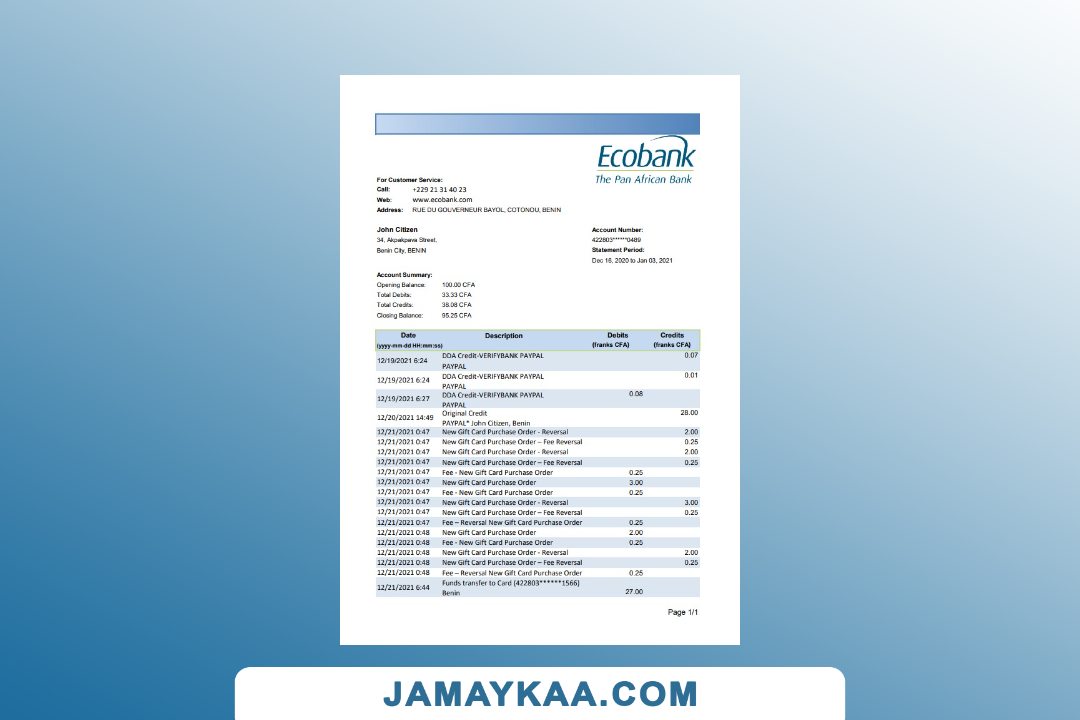 Ecobank
The Pan African Bank
For Customer Service:
Call: +229 21 31 40 23
Web: www.ecobank.com
Address: RUE DU GOUVERNEUR BAYOL, COTONOU, BENIN
John Citizen
34, Akpakpava Street,
Benin City, BENIN
Account Number:
422803******0489
Statement Period:
Dec 16, 2020 to Jan 03, 2021
Account Summary:
Opening Balance: 100.00 CFA
Total Debits: 33.33 CFA
Total Credits: 38.08 CFA
Closing Balance: 95.25 CFA
Date Description Debits Credits
(yyyy-mm-dd HH:mm:ss) (franks CFA) (franks CFA)
12/19/2021 6:24 DDA Credit-VERIFYBANK PAYPAL 0.07
PAYPAL
12/19/2021 6:24 DDA Credit-VERIFYBANK PAYPAL 0.01
PAYPAL
12/19/2021 6:27 DDA Credit-VERIFYBANK PAYPAL 0.08
PAYPAL
12/20/2021 14:49 Original Credit 28.00
PAYPAL* John Citizen, Benin
12/21/2021 0:47 New Gift Card Purchase Order - Reversal 2.00
12/21/2021 0:47 New Gift Card Purchase Order – Fee Reversal 0.25
12/21/2021 0:47 New Gift Card Purchase Order - Reversal 2.00
12/21/2021 0:47 New Gift Card Purchase Order – Fee Reversal 0.25
12/21/2021 0:47 Fee - New Gift Card Purchase Order 0.25
12/21/2021 0:47 New Gift Card Purchase Order 3.00
12/21/2021 0:47 Fee - New Gift Card Purchase Order 0.25
12/21/2021 0:47 New Gift Card Purchase Order - Reversal 3.00
12/21/2021 0:47 New Gift Card Purchase Order – Fee Reversal 0.25
12/21/2021 0:47 Fee – Reversal New Gift Card Purchase Order 0.25
12/21/2021 0:48 New Gift Card Purchase Order 2.00
12/21/2021 0:48 Fee - New Gift Card Purchase Order 0.25
12/21/2021 0:48 New Gift Card Purchase Order - Reversal 2.00
12/21/2021 0:48 New Gift Card Purchase Order – Fee Reversal 0.25
12/21/2021 0:48 Fee – Reversal New Gift Card Purchase Order 0.25
12/21/2021 6:44 Funds transfer to Card (422803******1566)
Benin 27.00
Page 1/1
JAMAYKAA.COM